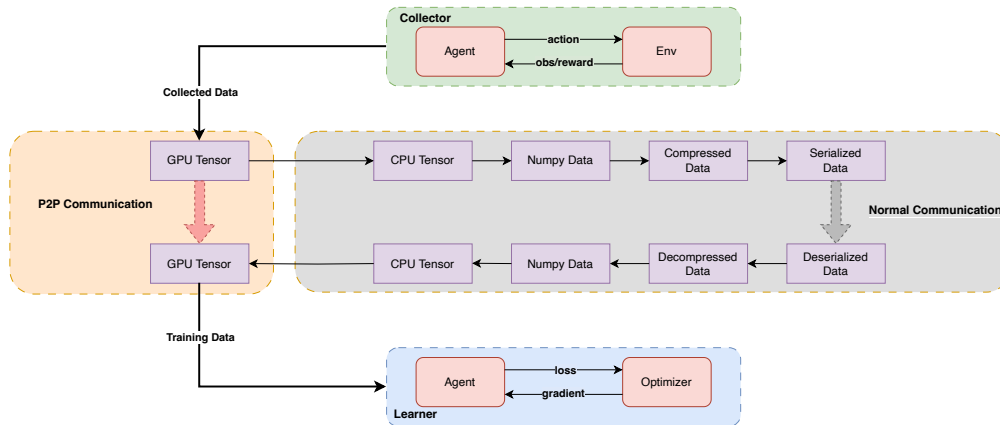 Collector
Agent
action
obs/reward
Env
Collected Data
GPU Tensor
CPU Tensor
Numpy Data
Compressed
Data
Serialized
Data
P2P Communication
Normal Communication
GPU Tensor
CPU Tensor
Numpy Data
Decompressed
Data
Deserialized
Data
Training Data
Agent
loss
gradient
Optimizer
Learner